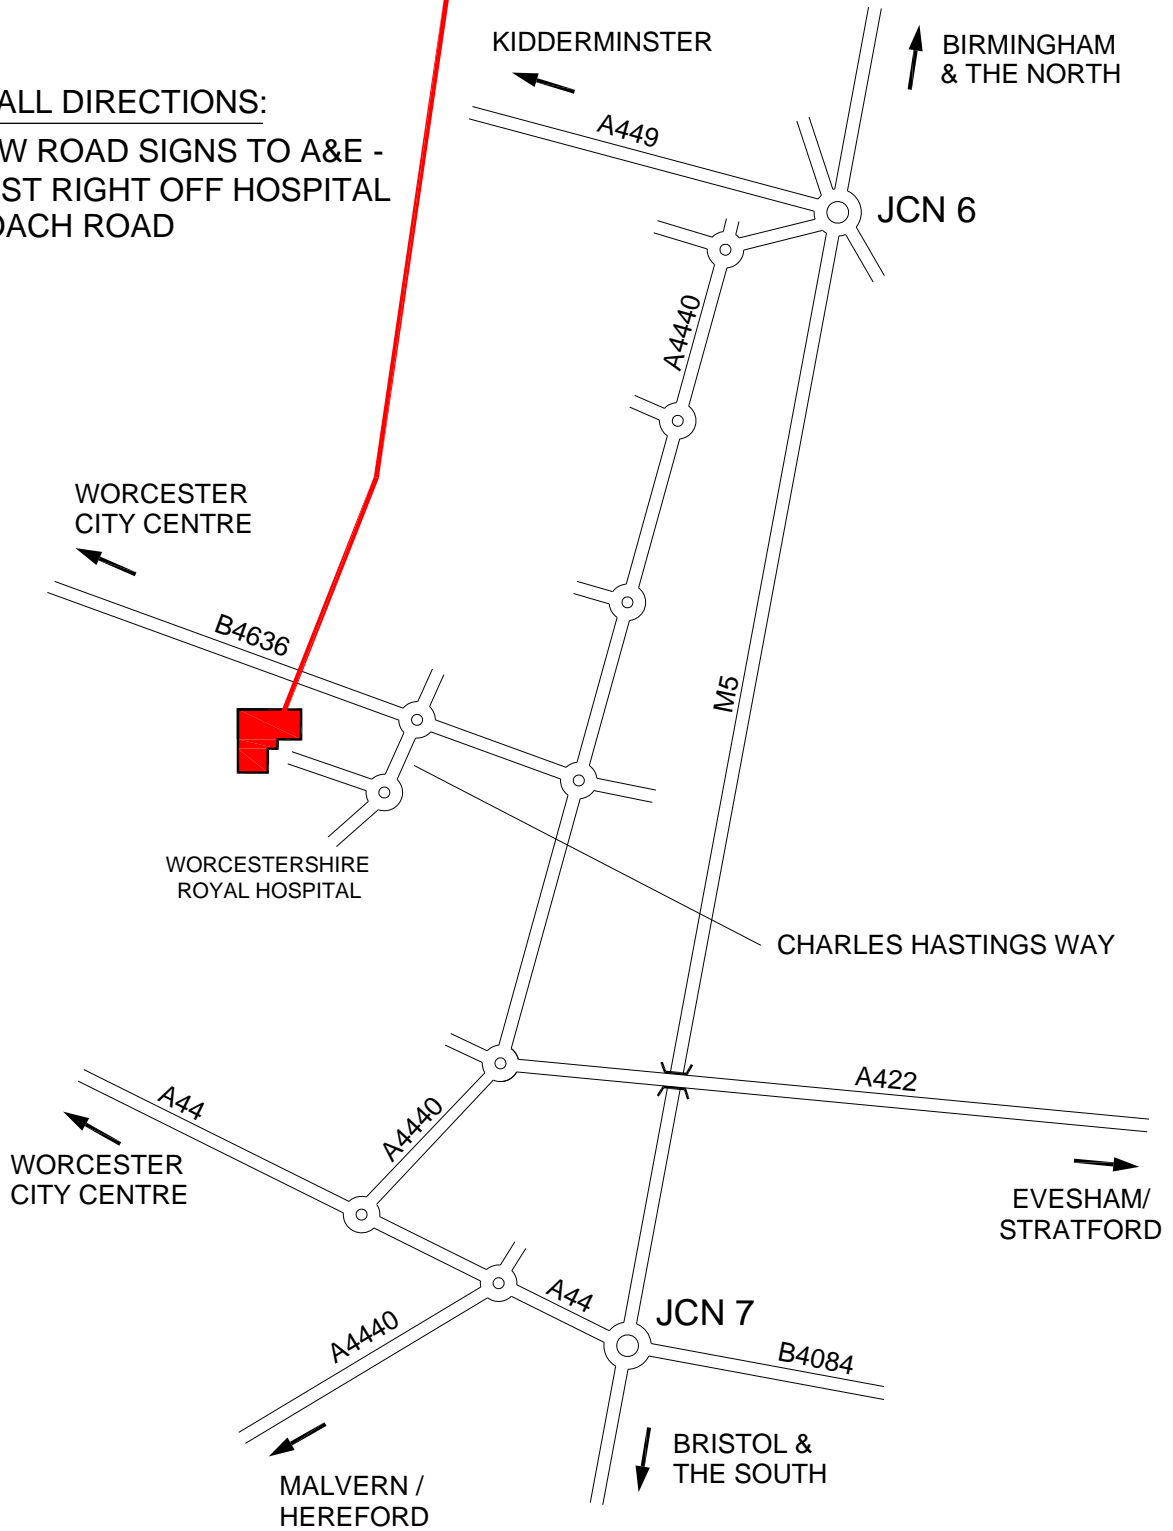 KIDDERMINSTER
BIRMINGHAM
& THE NORTH
ALL DIRECTIONS:
A449
W ROAD SIGNS TO A&E -
ST RIGHT OFF HOSPITAL
OACH ROAD
JCN 6
A4440
WORCESTER
CITY CENTRE
B4636
M5
WORCESTERSHIRE
ROYAL HOSPITAL
CHARLES HASTINGS WAY
A422
A44
A4440
WORCESTER
CITY CENTRE
EVESHAM/
STRATFORD
A44
JCN 7
A4440
B4084
BRISTOL &
THE SOUTH
MALVERN /
HEREFORD